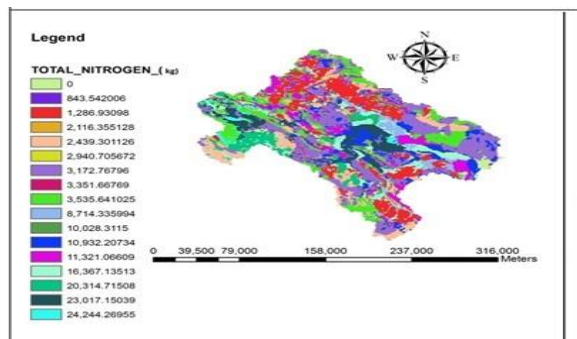 Legend
TOTAL_NITROGEN_( kg)
0
843.542006
1,286.93098
2,116.355128
2,439.301126
2,940.705672
3,172.76796
3,351.66769
3,535.641025
8,714.335994
10,028.3115
10,932.20734
11,321.06609
16,367.13513
20,314.71508
23,017.15039
24,244.26955
N
W E
S
0 39,500 79,000 158,000 237,000 316,000
Meters